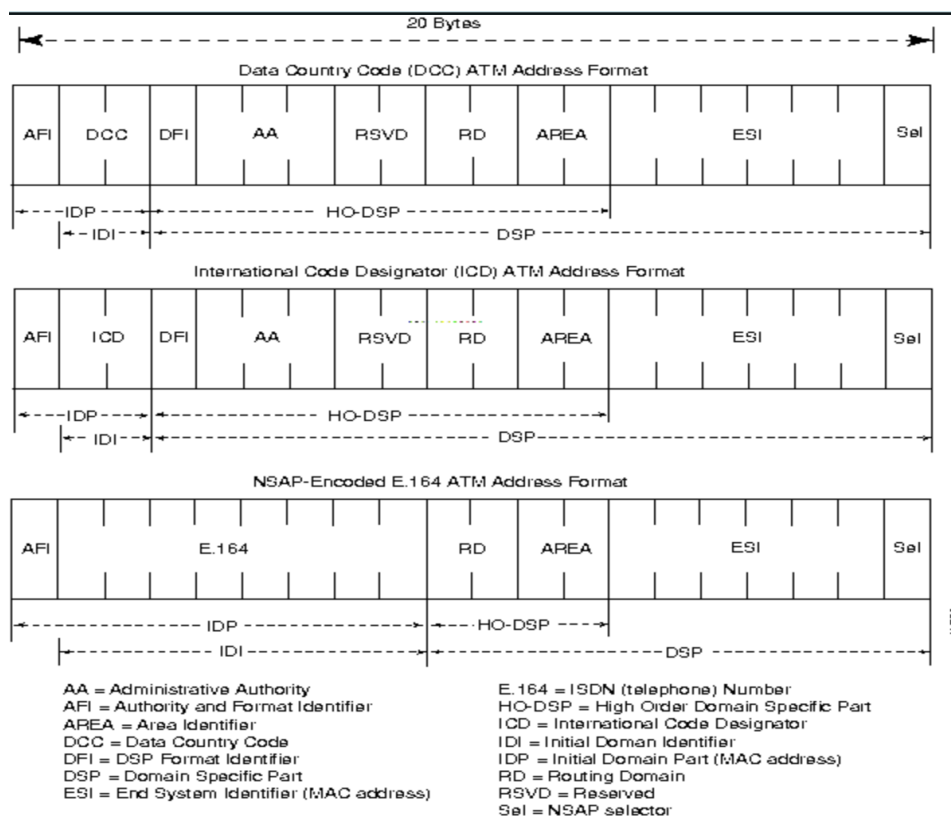 20 Bytes
Data Country Code (DCC) ATM Address Format
AFI DCC DFI AA RSVD RD AREA ESI Sel
IDP HO-DSP
IDI DSP
International Code Designator (ICD) ATM Address Format
AFI ICD DFI AA RSVD RD AREA ESI Sel
IDP HO-DSP
IDI DSP
NSAP-Encoded E.164 ATM Address Format
AFI E.164 RD AREA ESI Sel
IDP HO-DSP
IDI DSP
AA = Administrative Authority
AFI = Authority and Format Identifier
AREA = Area Identifier
DCC = Data Country Code
DFI = DSP Format Identifier
DSP = Domain Specific Part
ESI = End System Identifier (MAC address)
E.164 = ISDN (telephone) Number
HO-DSP = High Order Domain Specific Part
ICD = International Code Designator
IDI = Initial Doman Identifier
IDP = Initial Domain Part (MAC address)
RD = Routing Domain
RSVD = Reserved
Sel = NSAP selector